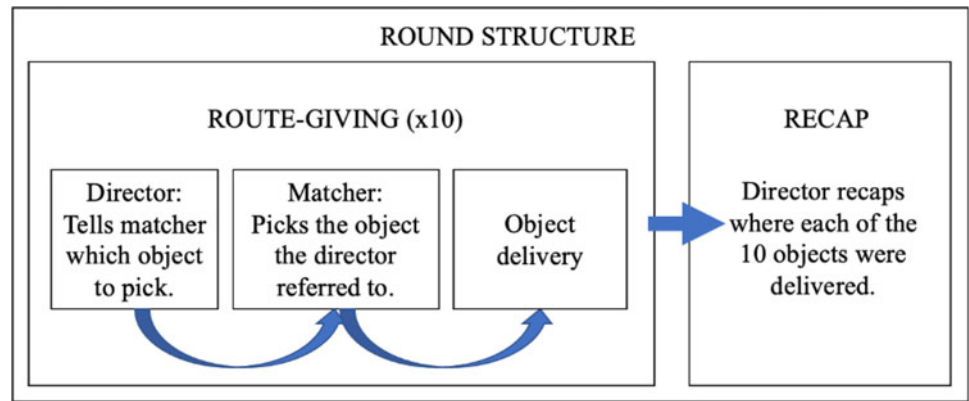 ROUND STRUCTURE
ROUTE-GIVING (x10)
Director:
Tells matcher
which object
to pick.
Matcher:
Picks the object
the director
referred to.
Object
delivery
RECAP
Director recaps
where each of the
10 objects were
delivered.